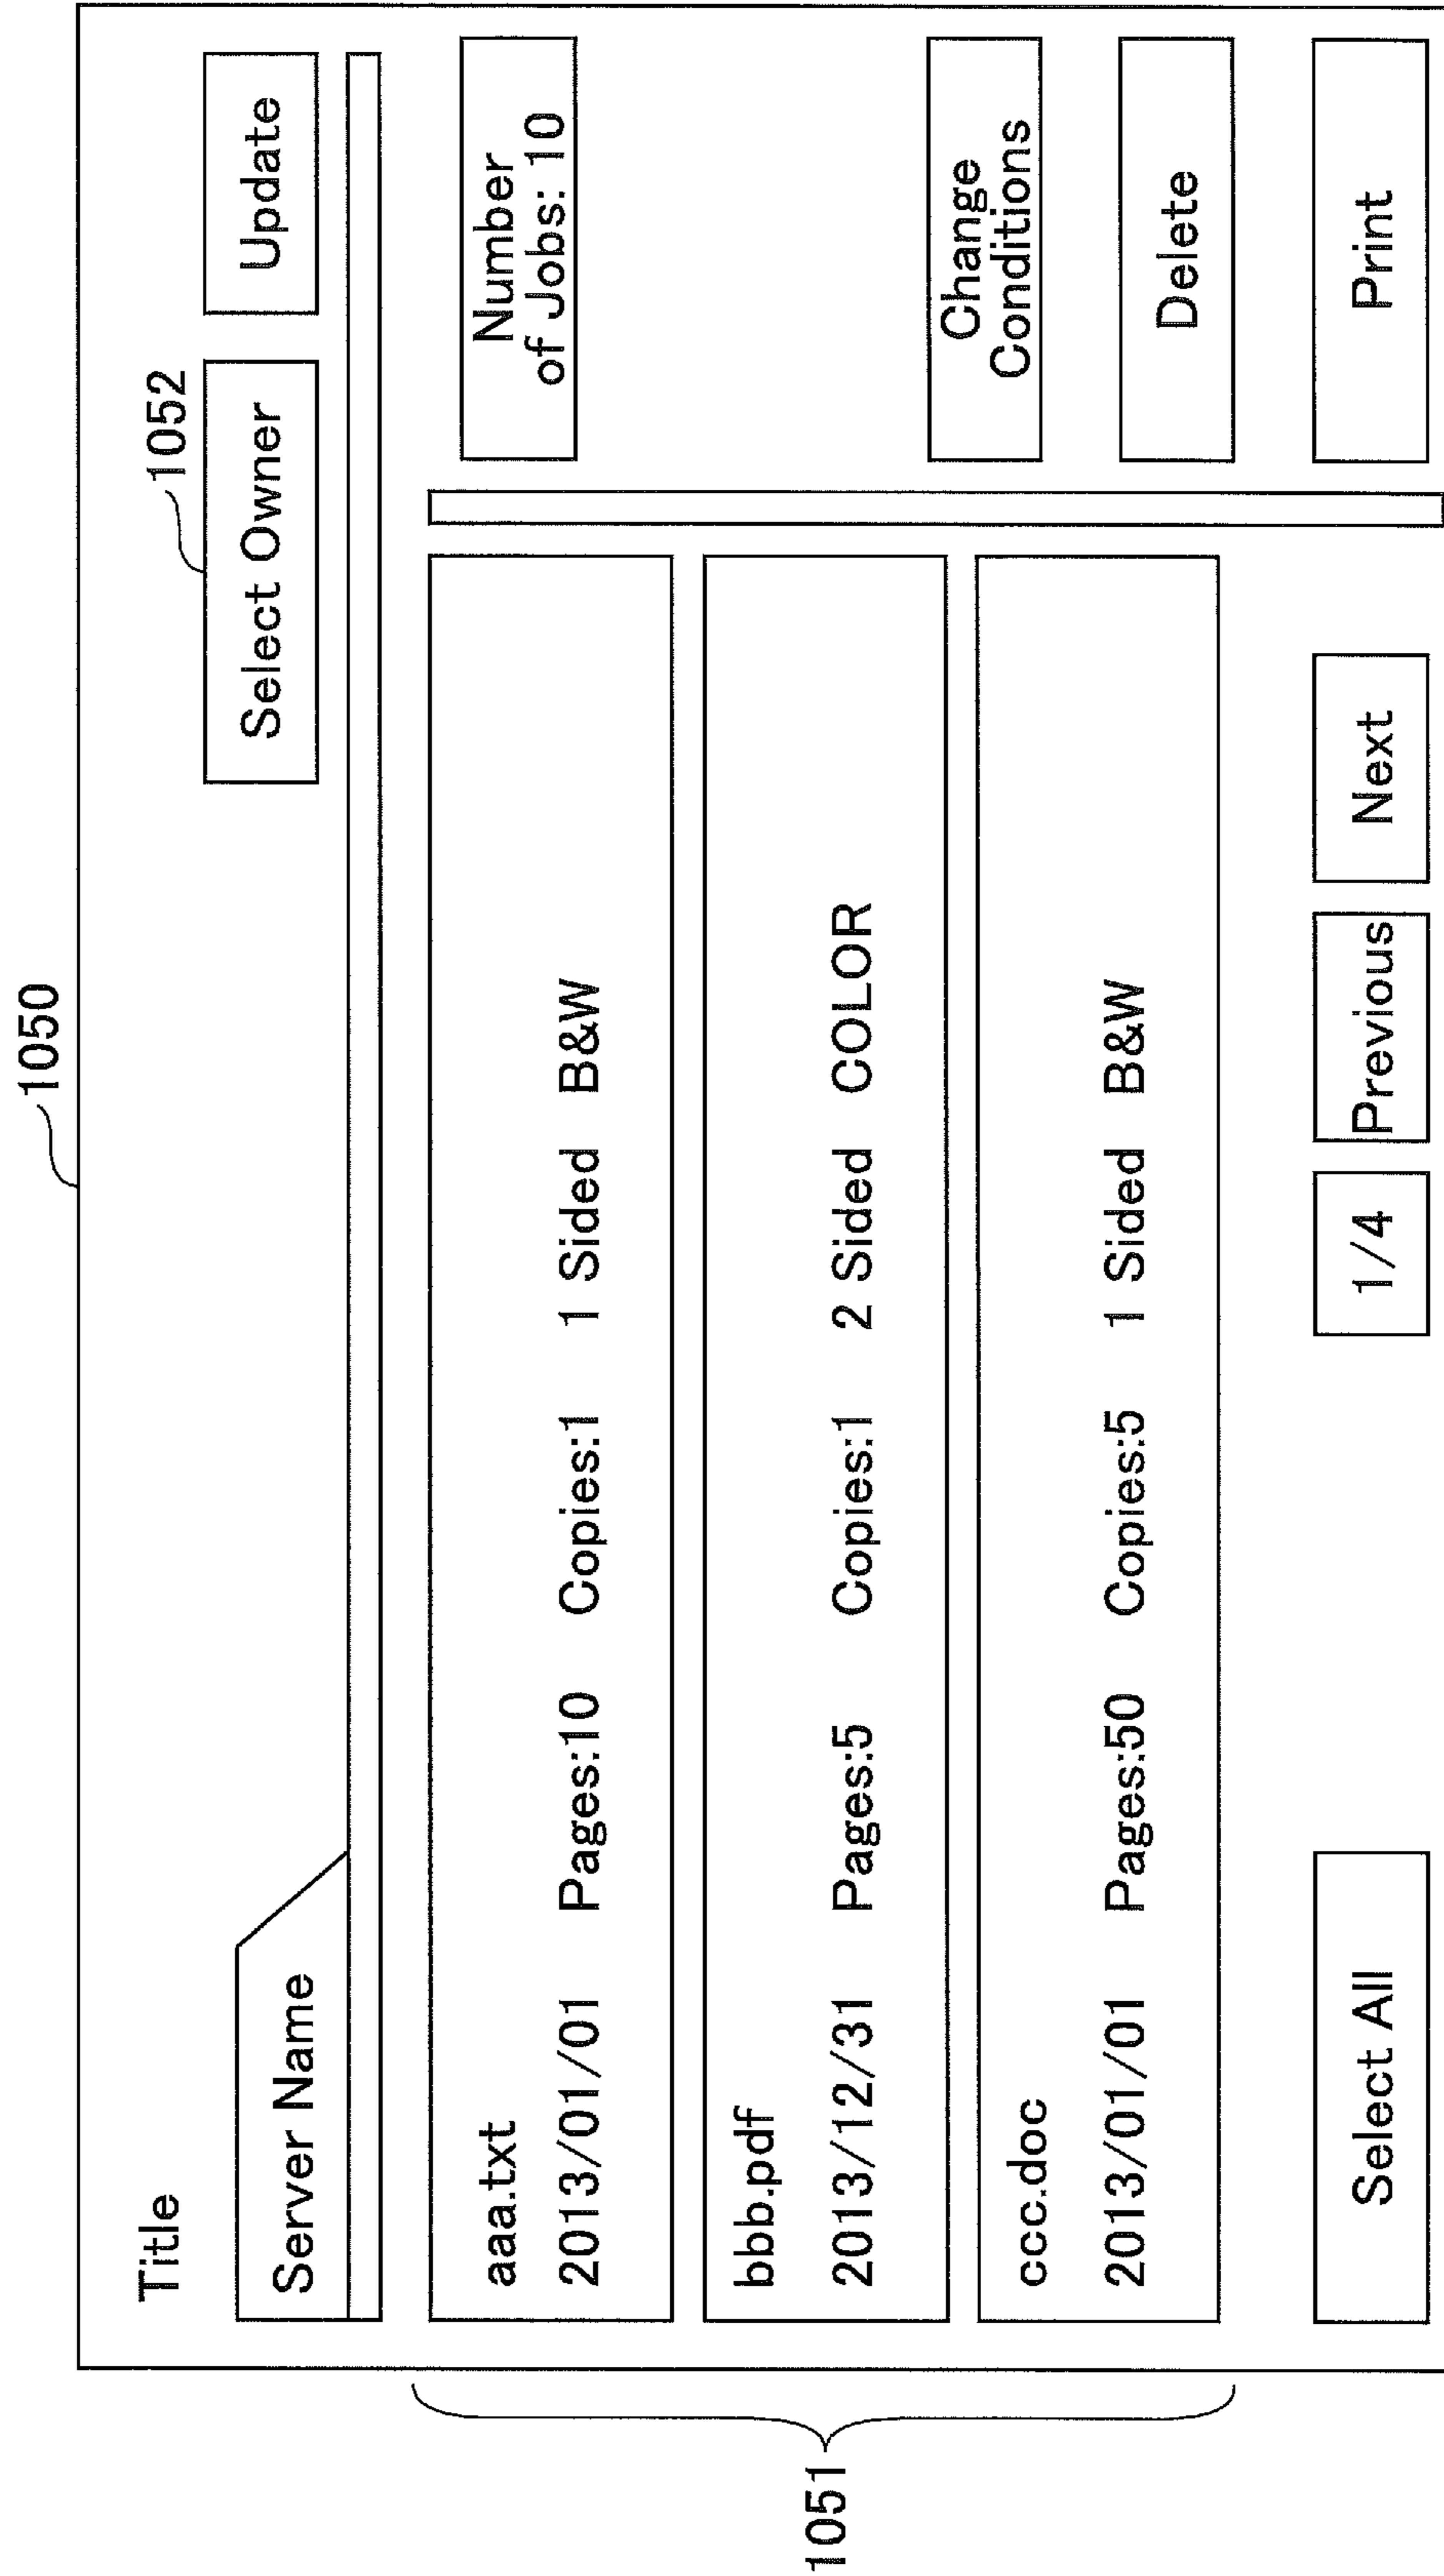 1050
Title
1052
Select Owner
Update
Server Name
1051
aaa.txt
2013/01/01 Pages:10 Copies:1 1 Sided B&W
bbb.pdf
2013/12/31 Pages:5 Copies:1 2 Sided COLOR
ccc.doc
2013/01/01 Pages:50 Copies:5 1 Sided B&W
Number
of Jobs: 10
Change
Conditions
Delete
Select All
1/4
Previous
Next
Print